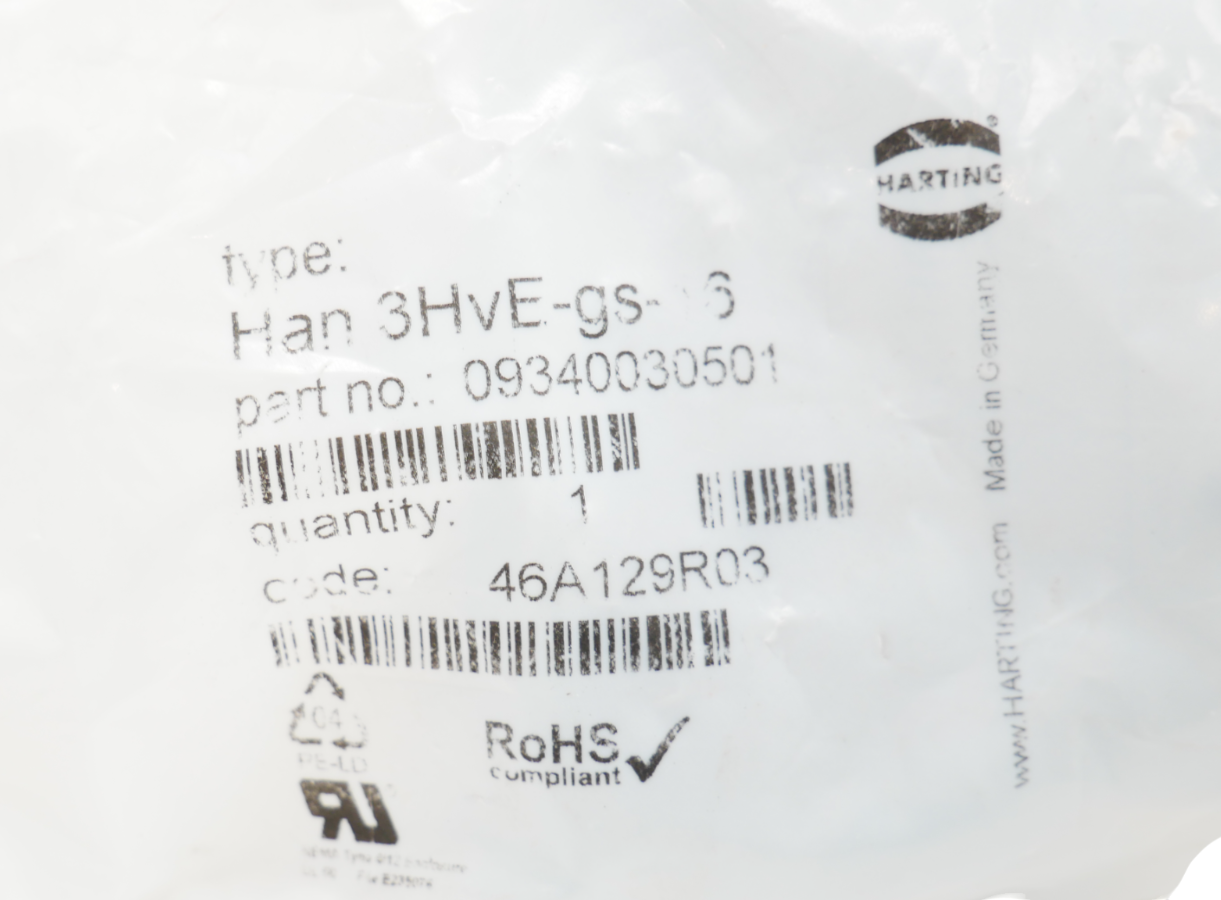 HARTING
type:
Han 3HvE-gs-
part no.: 09340030501
quantity: 1
code: 46A129R03
04
PE-LD
RoHS
compliant
www.HARTING.com Made in Germany